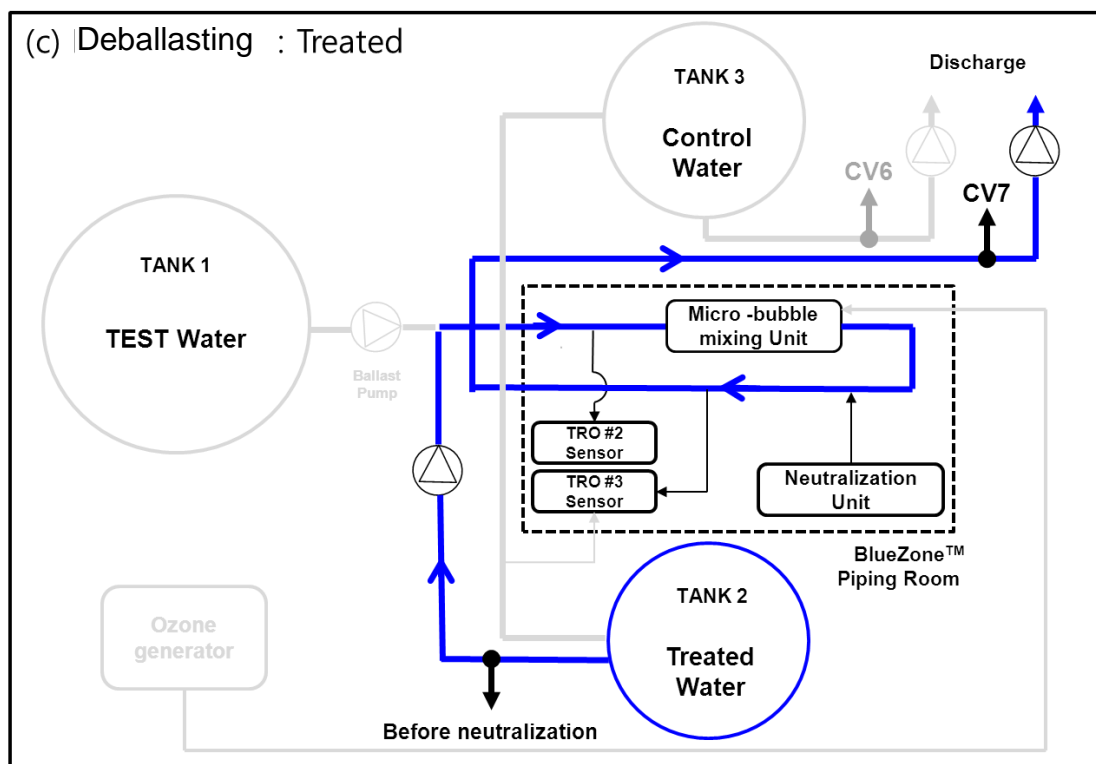 (c) Deballasting : Treated
TANK 3
Control
Water
Discharge
CV6
CV7
TANK 1
TEST Water
Ballast
Pump
Micro -bubble
mixing Unit
TRO #2
Sensor
TRO #3
Sensor
Neutralization
Unit
BlueZone™
Piping Room
TANK 2
Treated
Water
Ozone
generator
Before neutralization